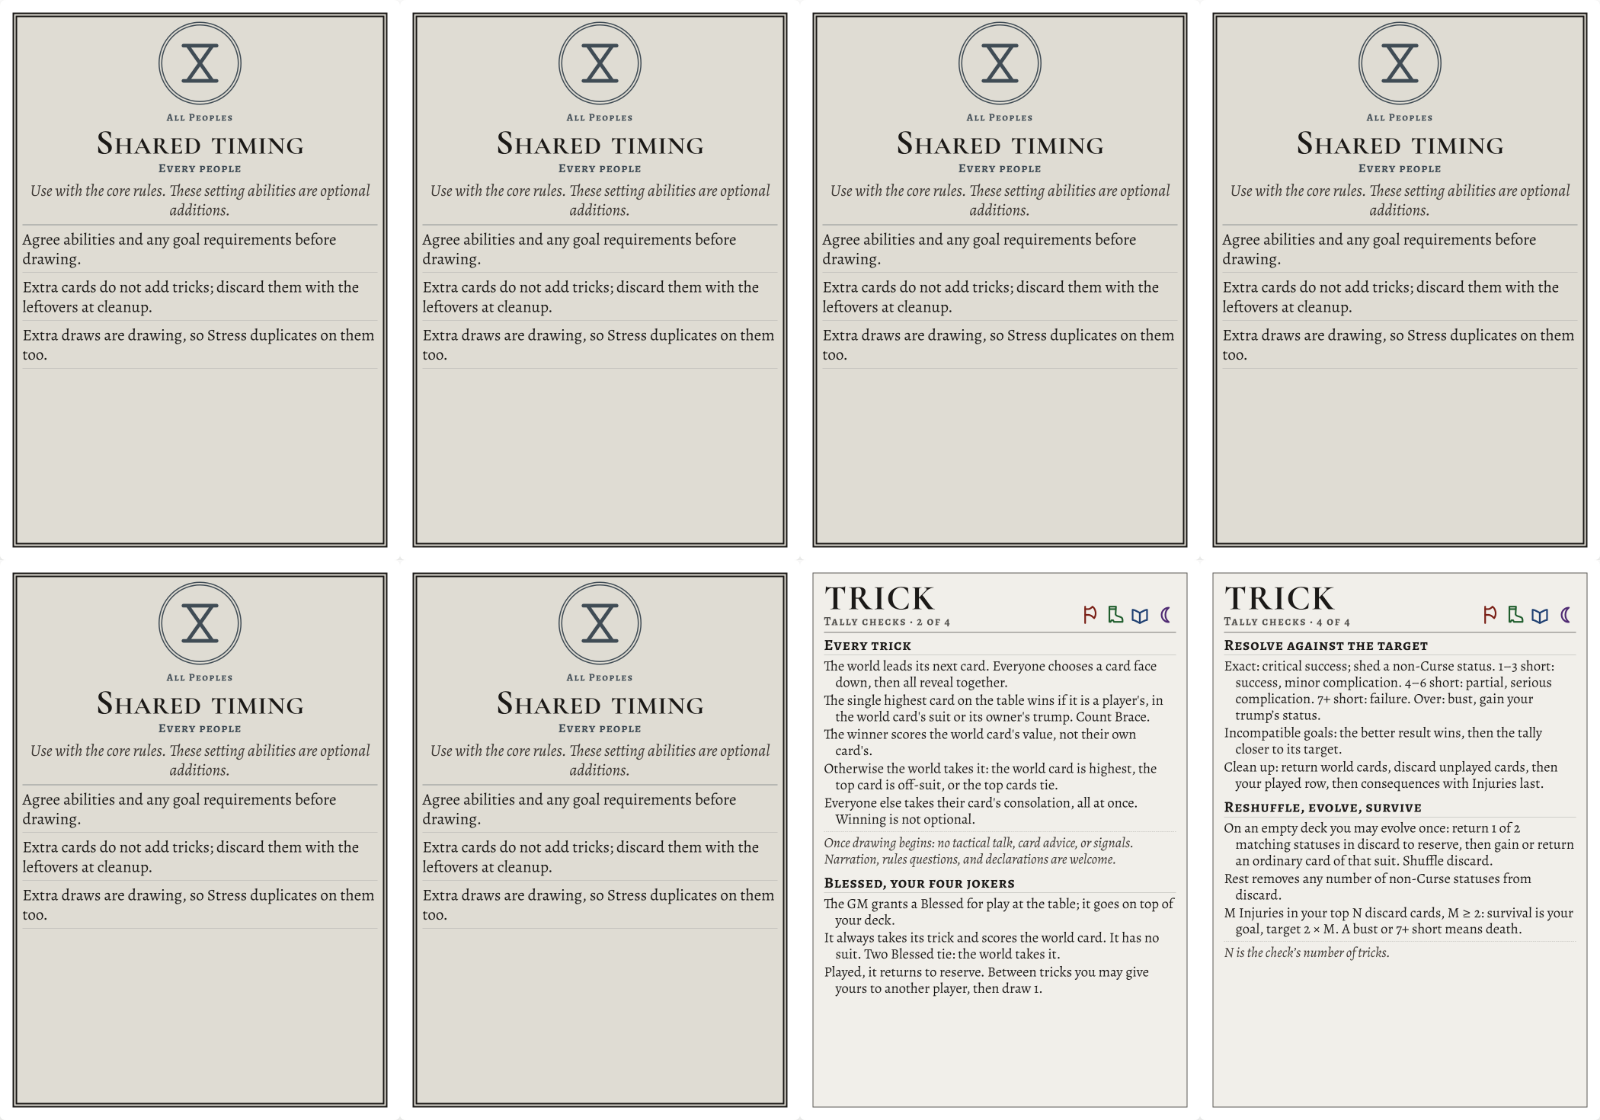 All Peoples
Shared timing
Every people
Use with the core rules. These setting abilities are optional
additions.
Agree abilities and any goal requirements before
drawing.
Extra cards do not add tricks; discard them with the
leftovers at cleanup.
Extra draws are drawing, so Stress duplicates on them
too.
All Peoples
Shared timing
Every people
Use with the core rules. These setting abilities are optional
additions.
Agree abilities and any goal requirements before
drawing.
Extra cards do not add tricks; discard them with the
leftovers at cleanup.
Extra draws are drawing, so Stress duplicates on them
too.
All Peoples
Shared timing
Every people
Use with the core rules. These setting abilities are optional
additions.
Agree abilities and any goal requirements before
drawing.
Extra cards do not add tricks; discard them with the
leftovers at cleanup.
Extra draws are drawing, so Stress duplicates on them
too.
All Peoples
Shared timing
Every people
Use with the core rules. These setting abilities are optional
additions.
Agree abilities and any goal requirements before
drawing.
Extra cards do not add tricks; discard them with the
leftovers at cleanup.
Extra draws are drawing, so Stress duplicates on them
too.
All Peoples
Shared timing
Every people
Use with the core rules. These setting abilities are optional
additions.
Agree abilities and any goal requirements before
drawing.
Extra cards do not add tricks; discard them with the
leftovers at cleanup.
Extra draws are drawing, so Stress duplicates on them
too.
All Peoples
Shared timing
Every people
Use with the core rules. These setting abilities are optional
additions.
Agree abilities and any goal requirements before
drawing.
Extra cards do not add tricks; discard them with the
leftovers at cleanup.
Extra draws are drawing, so Stress duplicates on them
too.
TRICK
Tally checks · 2 of 4
Every trick
The world leads its next card. Everyone chooses a card face
down, then all reveal together.
The single highest card on the table wins if it is a player's, in
the world card's suit or its owner's trump. Count Brace.
The winner scores the world card's value, not their own
card's.
Otherwise the world takes it: the world card is highest, the
top card is off-suit, or the top cards tie.
Everyone else takes their card's consolation, all at once.
Winning is not optional.
Once drawing begins: no tactical talk, card advice, or signals.
Narration, rules questions, and declarations are welcome.
Blessed, your four jokers
The GM grants a Blessed for play at the table; it goes on top of
your deck.
It always takes its trick and scores the world card. It has no
suit. Two Blessed tie: the world takes it.
Played, it returns to reserve. Between tricks you may give
yours to another player, then draw 1.
TRICK
Tally checks · 4 of 4
Resolve against the target
Exact: critical success; shed a non-Curse status. 1–3 short:
success, minor complication. 4–6 short: partial, serious
complication. 7+ short: failure. Over: bust, gain your
trump's status.
Incompatible goals: the better result wins, then the tally
closer to its target.
Clean up: return world cards, discard unplayed cards, then
your played row, then consequences with Injuries last.
Reshuffle, evolve, survive
On an empty deck you may evolve once: return 1 of 2
matching statuses in discard to reserve, then gain or return
an ordinary card of that suit. Shuffle discard.
Rest removes any number of non-Curse statuses from
discard.
M Injuries in your top N discard cards, M ≥ 2: survival is your
goal, target 2 × M. A bust or 7+ short means death.
N is the check's number of tricks.